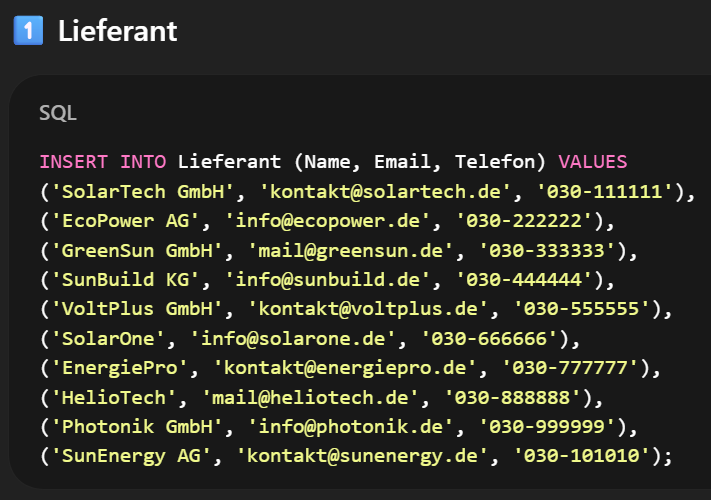 1 Lieferant
SQL
INSERT INTO Lieferant (Name, Email, Telefon) VALUES
('SolarTech GmbH', 'kontakt@solartech.de', '030-111111'),
('EcoPower AG', 'info@ecopower.de', '030-222222'),
('GreenSun GmbH', 'mail@greensun.de', '030-333333'),
('SunBuild KG', 'info@sunbuild.de', '030-444444'),
('VoltPlus GmbH', 'kontakt@voltplus.de', '030-555555'),
('SolarOne', 'info@solarone.de', '030-666666'),
('EnergiePro', 'kontakt@energiepro.de', '030-777777'),
('HelioTech', 'mail@heliotech.de', '030-888888'),
('Photonik GmbH', 'info@photonik.de', '030-999999'),
('SunEnergy AG', 'kontakt@sunenergy.de', '030-101010');